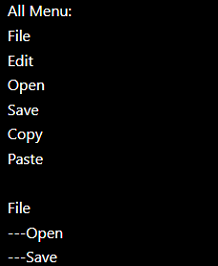 All Menu:
File
Edit
Open
Save
Copy
Paste
File
---Open
---Save